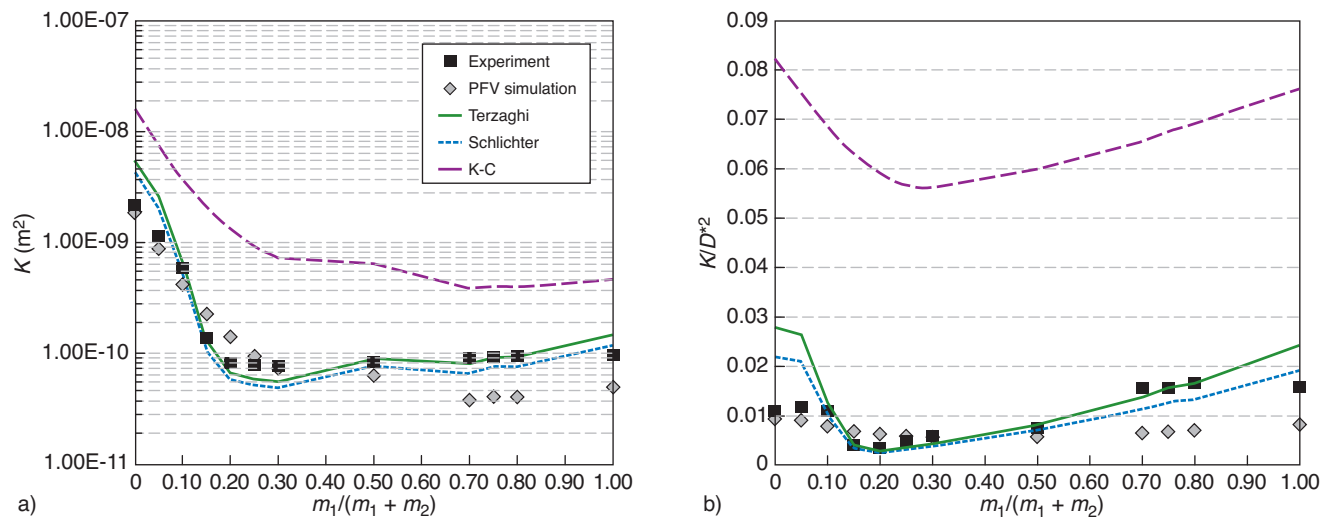 a)
K (m²)
1.00E-07
1.00E-08
1.00E-09
1.00E-10
1.00E-11
Experiment
PFV simulation
Terzaghi
Schlichter
K-C
0.00 0.10 0.20 0.30 0.40 0.50 0.60 0.70 0.80 0.90 1.00
m₁/(m₁ + m₂)
b)
K/D*²
0.09
0.08
0.07
0.06
0.05
0.04
0.03
0.02
0.01
0
0.00 0.10 0.20 0.30 0.40 0.50 0.60 0.70 0.80 0.90 1.00
m₁/(m₁ + m₂)